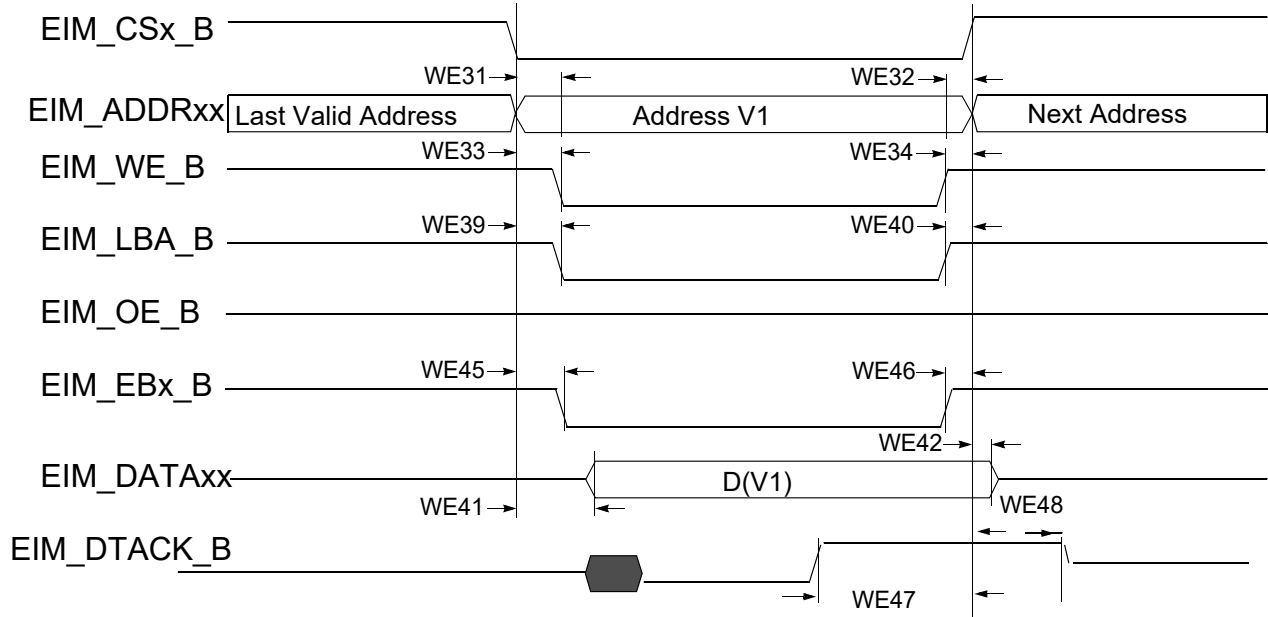 EIM_CSx_B
WE31 WE32
EIM_ADDRxx Last Valid Address Address V1 Next Address
WE33 WE34
EIM_WE_B
WE39 WE40
EIM_LBA_B
EIM_OE_B
WE45 WE46
EIM_EBx_B
WE42
EIM_DATAxx D(V1)
WE41 WE48
EIM_DTACK_B
WE47